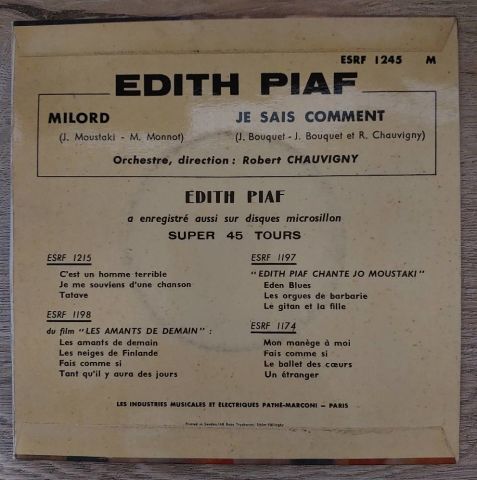 ESRF 1245 M
EDITH PIAF
MILORD
(J. Moustaki - M. Monnot)
JE SAIS COMMENT
(J. Bouquet - J. Bouquet et R. Chauvigny)
Orchestre, direction : Robert CHAUVIGNY
EDITH PIAF
a enregistré aussi sur disques microsillon
SUPER 45 TOURS
ESRF 1215
C'est un homme terrible
Je me souviens d'une chanson
Tatave
ESRF 1198
du film "LES AMANTS DE DEMAIN" :
Les amants de demain
Les neiges de Finlande
Fais comme si
Tant qu'il y aura des jours
ESRF 1197
"EDITH PIAF CHANTE JO MOUSTAKI"
Eden Blues
Les orgues de barbarie
Le gitan et la fille
ESRF 1174
Mon manège à moi
Fais comme si
Le ballet des cœurs
Un étranger
LES INDUSTRIES MUSICALES ET ÉLECTRIQUES PATHÉ-MARCONI – PARIS
Printed in Sweden/AB